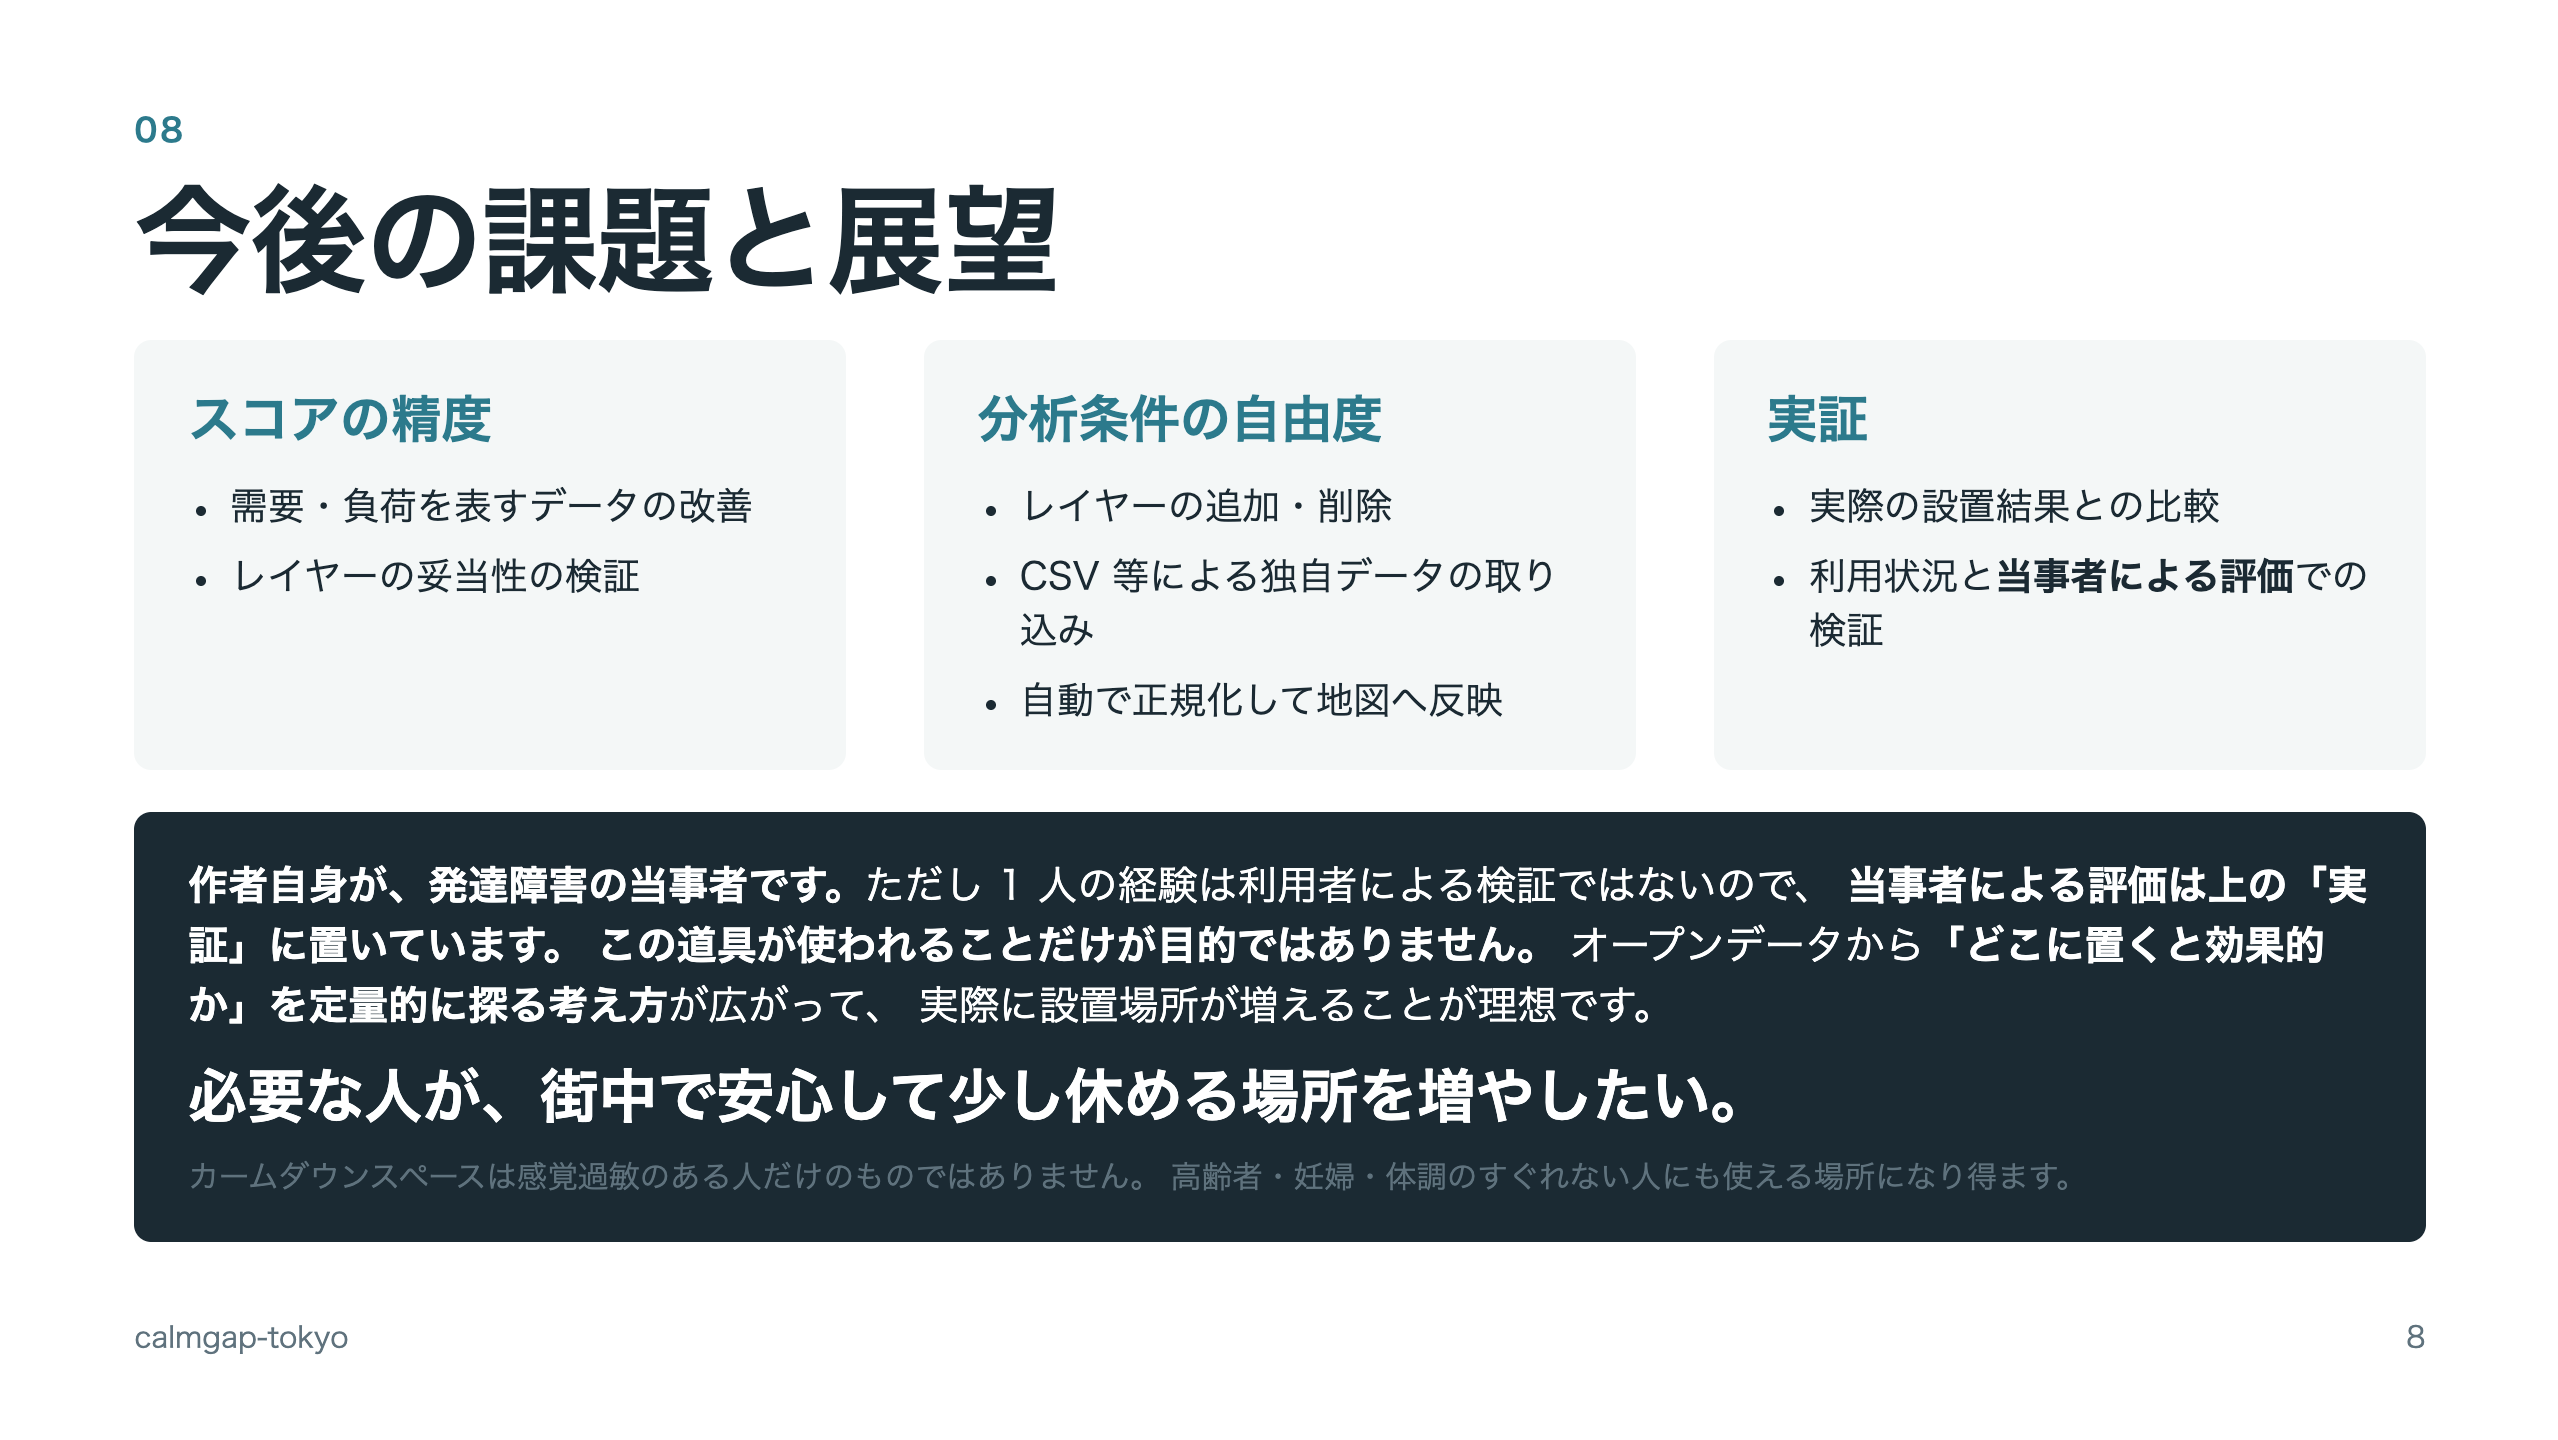 08
今後の課題と展望
スコアの精度
• 需要・負荷を表すデータの改善
• レイヤーの妥当性の検証
分析条件の自由度
• レイヤーの追加・削除
• CSV 等による独自データの取り
込み
• 自動で正規化して地図へ反映
実証
• 実際の設置結果との比較
• 利用状況と当事者による評価での
検証
作者自身が、発達障害の当事者です。ただし 1 人の経験は利用者による検証ではないので、 当事者による評価は上の「実
証」に置いています。 この道具が使われることだけが目的ではありません。 オープンデータから「どこに置くと効果的
か」を定量的に探る考え方が広がって、 実際に設置場所が増えることが理想です。
必要な人が、街中で安心して少し休める場所を増やしたい。
カームダウンスペースは感覚過敏のある人だけのものではありません。 高齢者・妊婦・体調のすぐれない人にも使える場所になり得ます。
calmgap-tokyo
8